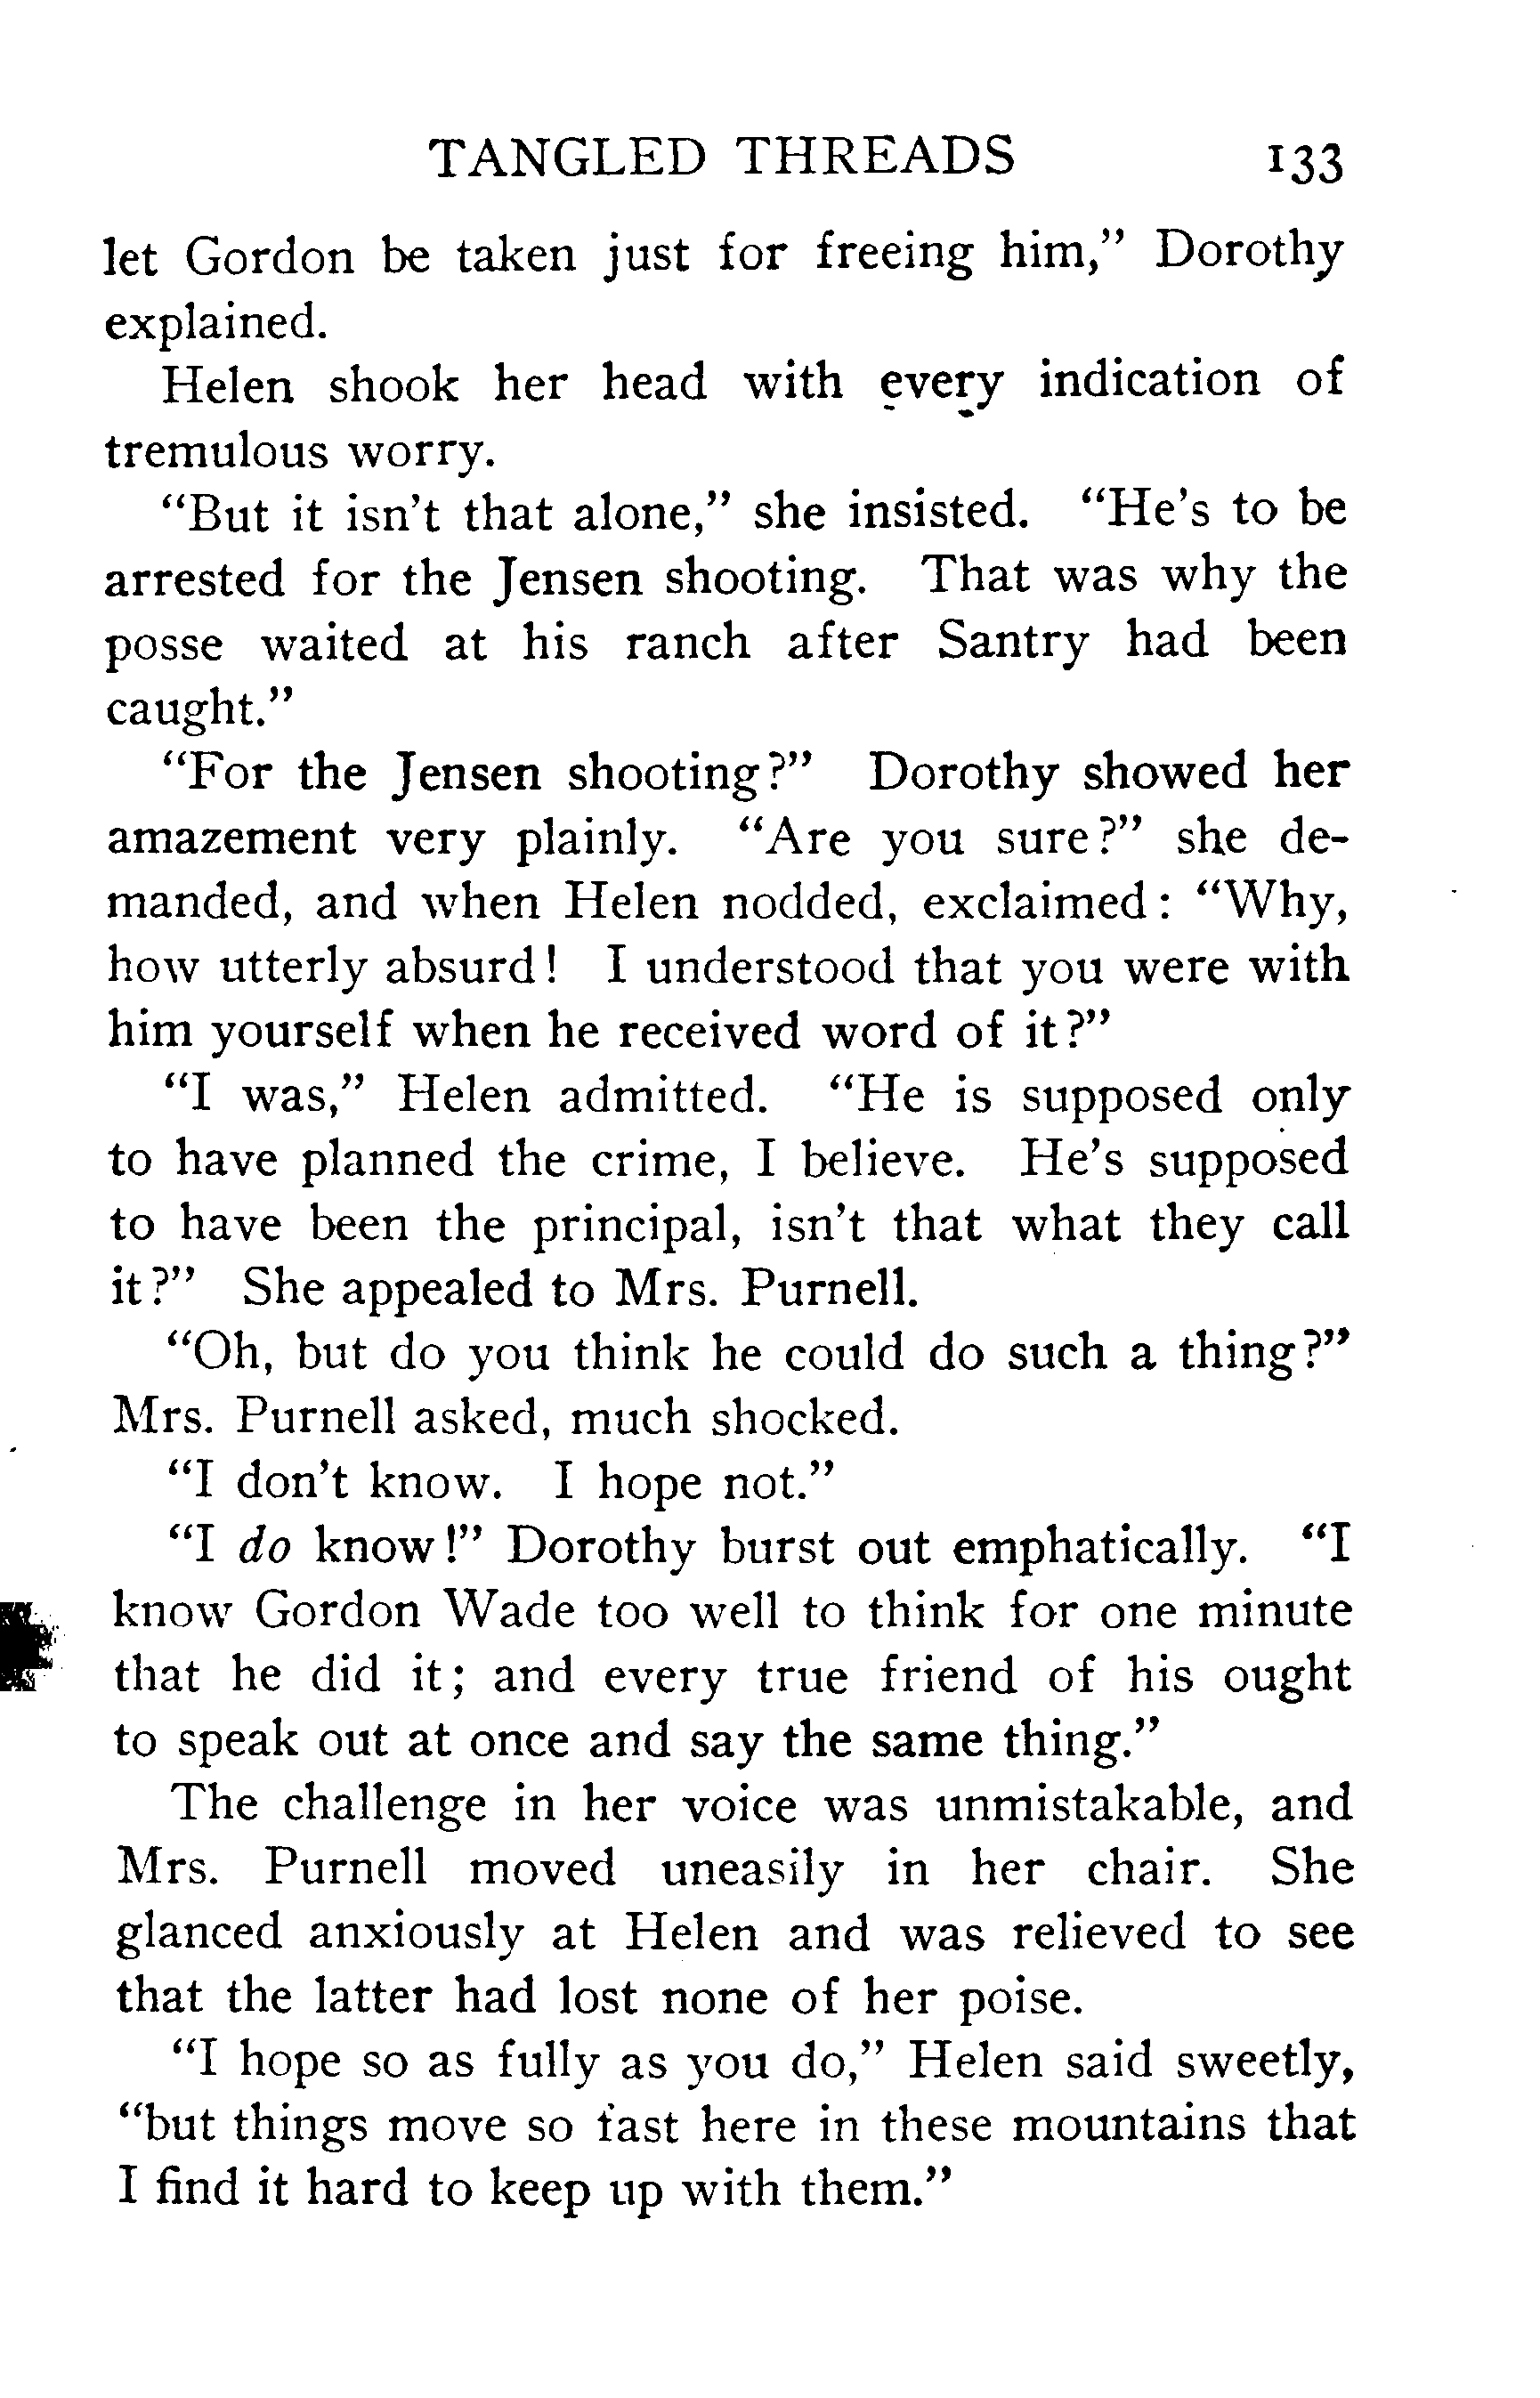 TANGLED THREADS 133
let Gordon be taken just for freeing him," Dorothy
explained.
Helen shook her head with every indication of
tremulous worry.
"But it isn't that alone," she insisted. "He's to be
arrested for the Jensen shooting. That was why the
posse waited at his ranch after Santry had been
caught."
"For the Jensen shooting?" Dorothy showed her
amazement very plainly. "Are you sure?" she de-
manded, and when Helen nodded, exclaimed: "Why,
how utterly absurd! I understood that you were with
him yourself when he received word of it?"
"I was," Helen admitted. "He is supposed only
to have planned the crime, I believe. He's supposed
to have been the principal, isn't that what they call
it?" She appealed to Mrs. Purnell.
"Oh, but do you think he could do such a thing?"
Mrs. Purnell asked, much shocked.
"I don't know. I hope not."
"I do know!" Dorothy burst out emphatically. "I
know Gordon Wade too well to think for one minute
that he did it; and every true friend of his ought
to speak out at once and say the same thing."
The challenge in her voice was unmistakable, and
Mrs. Purnell moved uneasily in her chair. She
glanced anxiously at Helen and was relieved to see
that the latter had lost none of her poise.
"I hope so as fully as you do," Helen said sweetly,
"but things move so fast here in these mountains that
I find it hard to keep up with them."